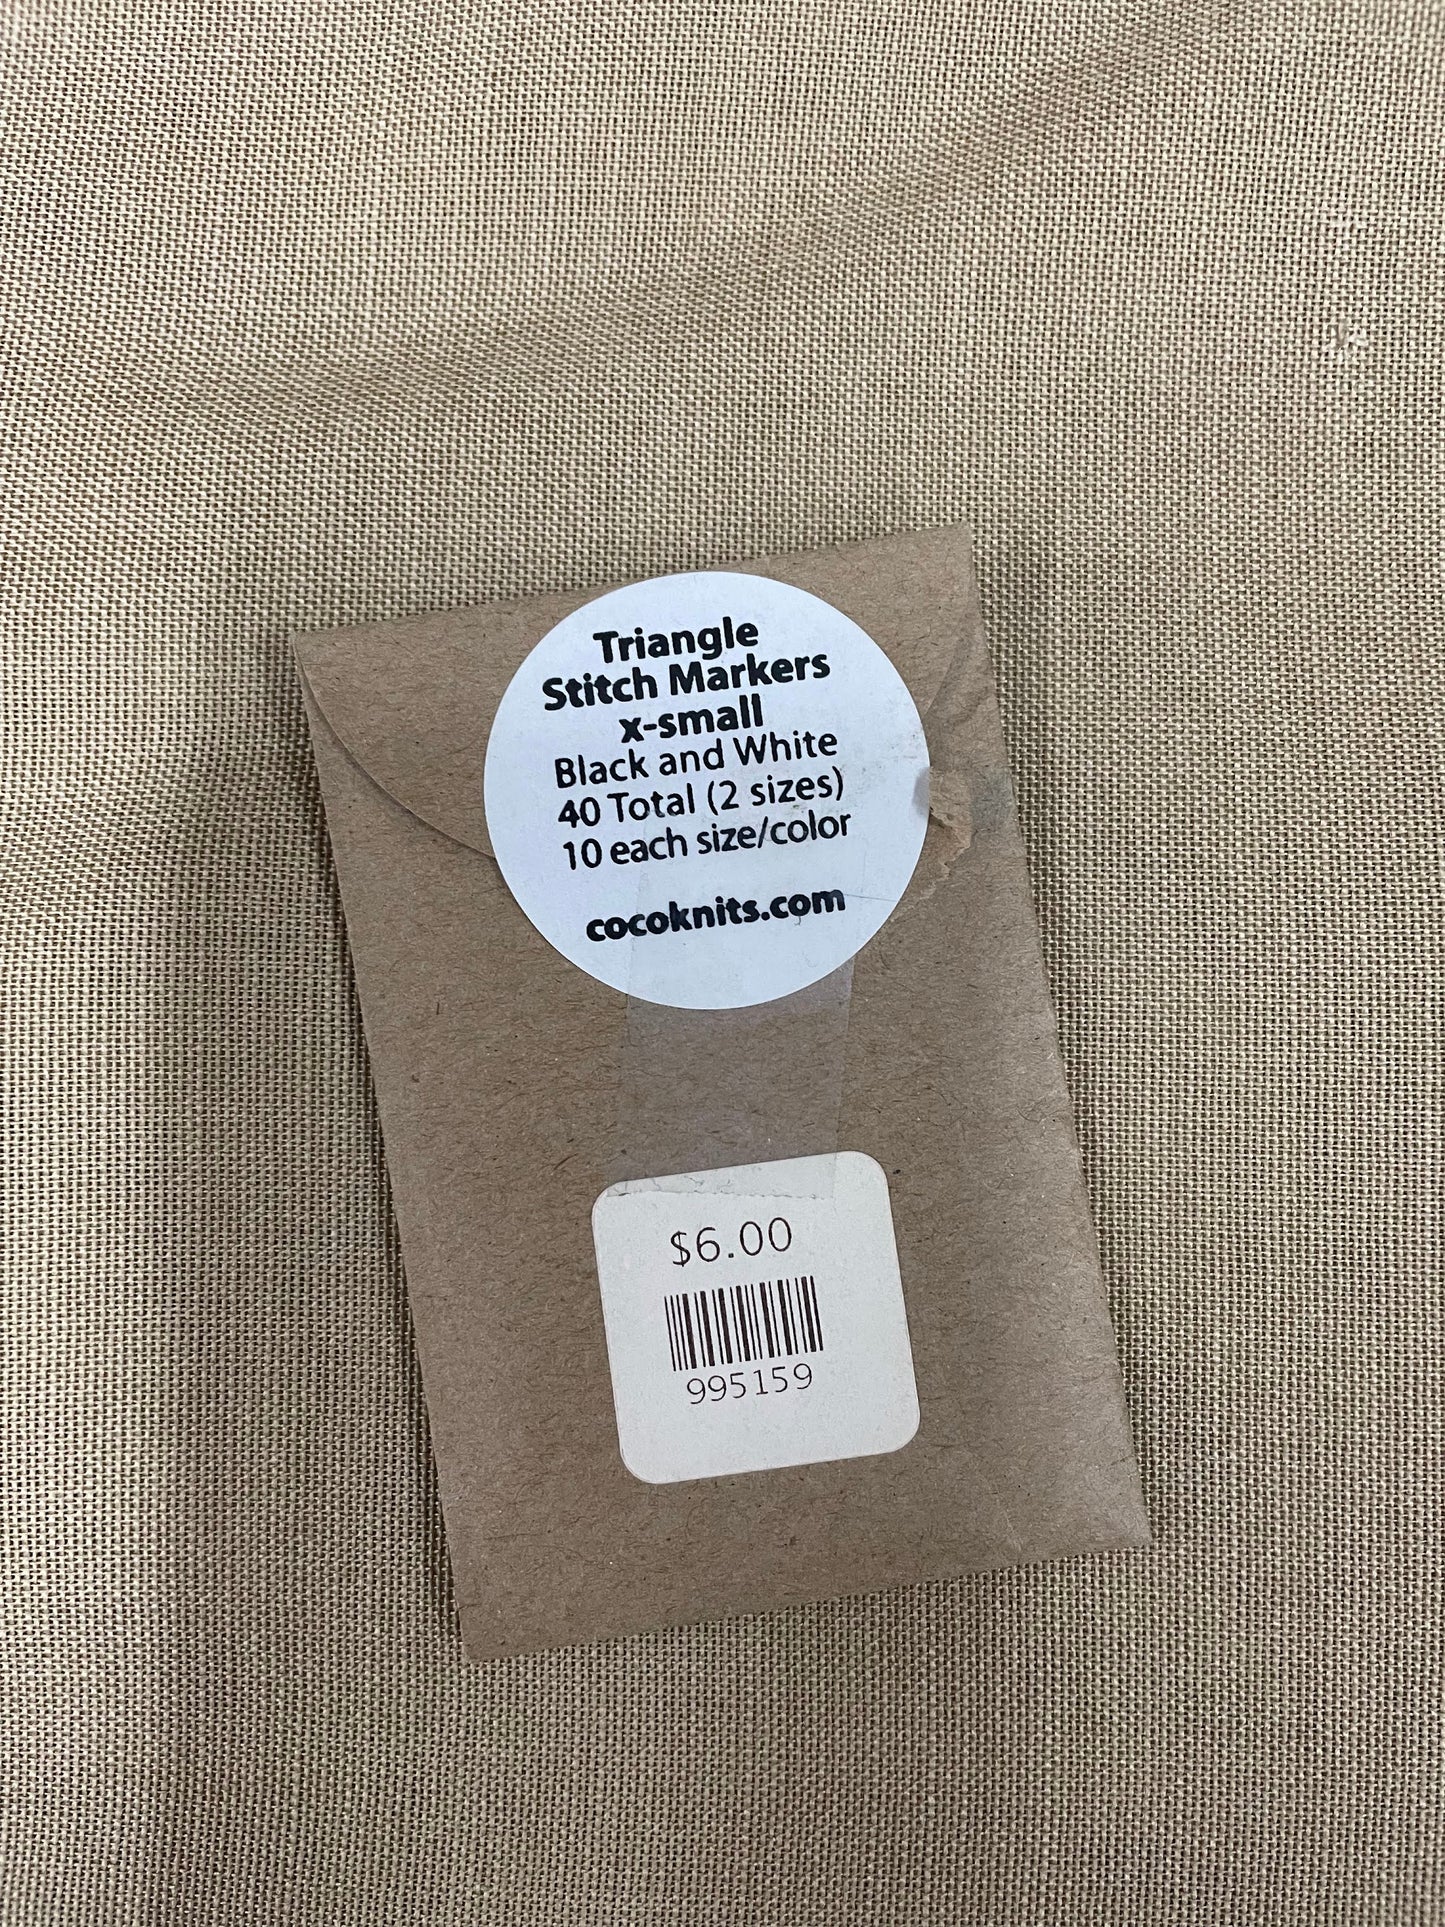 Triangle
Stitch Markers
x-small
Black and White
40 Total (2 sizes)
10 each size/color
cocoknits.com
$6.00
995159